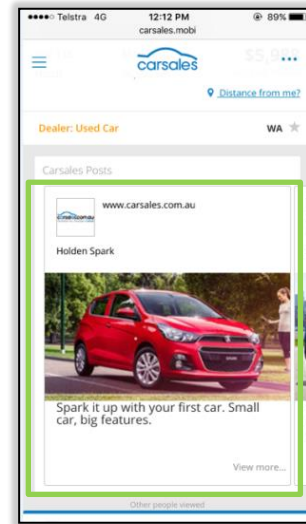 Telstra 4G 12:12 PM 89%
carsales.mobi
carsales
$5,988
Distance from me?
Dealer: Used Car WA
Carsales Posts
www.carsales.com.au
Holden Spark
Spark it up with your first car. Small
car, big features.
View more...
Other people viewed